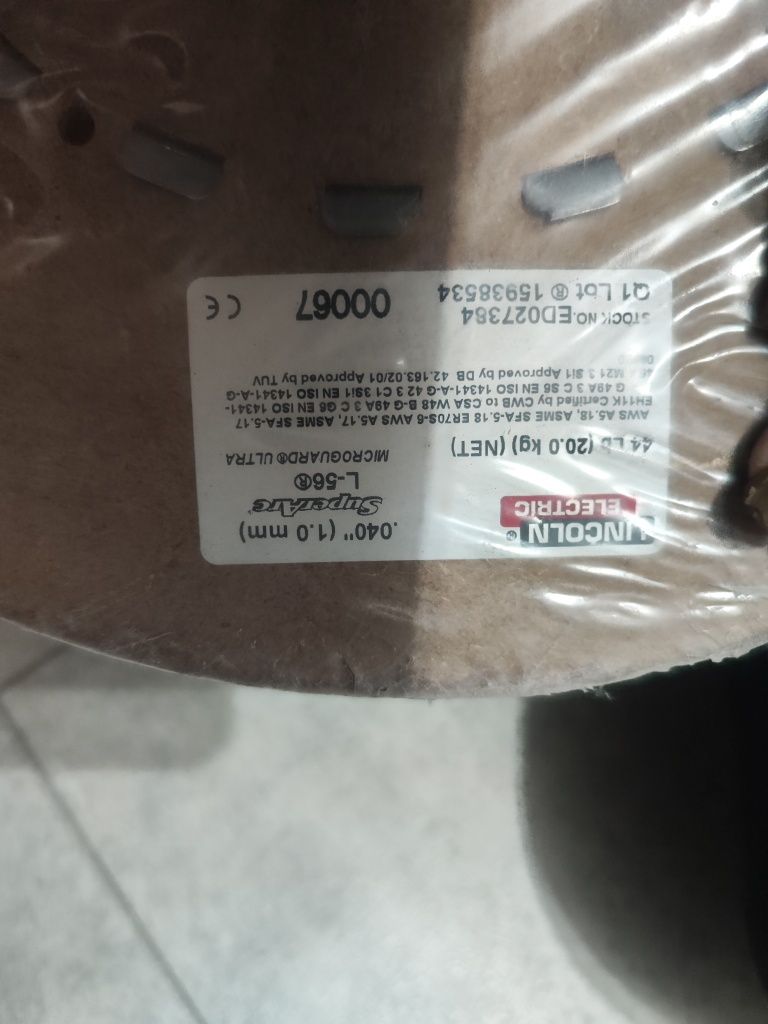 LINCOLN®
ELECTRIC
.040" (1.0 mm)
SuperArc
L-56®
MICROGUARD® ULTRA
44 LB (20.0 kg) (NET)
AWS A5.18, ASME SFA-5.18 ER70S-6 AWS A5.17, ASME SFA-5.17
EH11K Certified by CWB to CSA W48 B-G 49A 3 C G6 EN ISO 14341-
G 49A 3 C S6 EN ISO 14341-A-G 42 3 C1 3Si1 EN ISO 14341-A-G
M21 3 Si1 Approved by DB 42.163.02/01 Approved by TUV
STOCK NO. ED027384
Q1 Lot ® 15938534
00067
CE